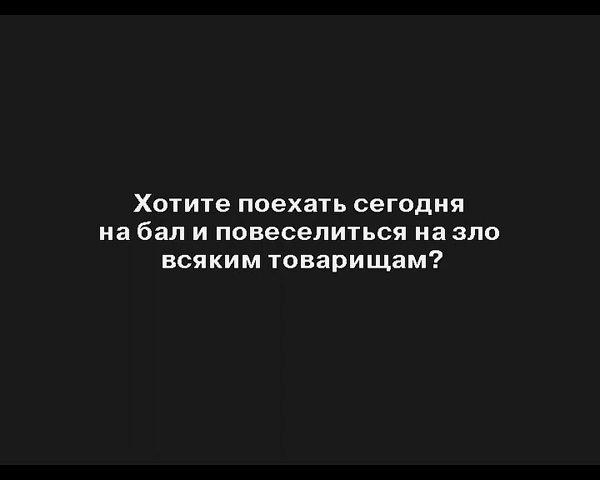 Хотите поехать сегодня
на бал и повеселиться на зло
всяким товарищам?